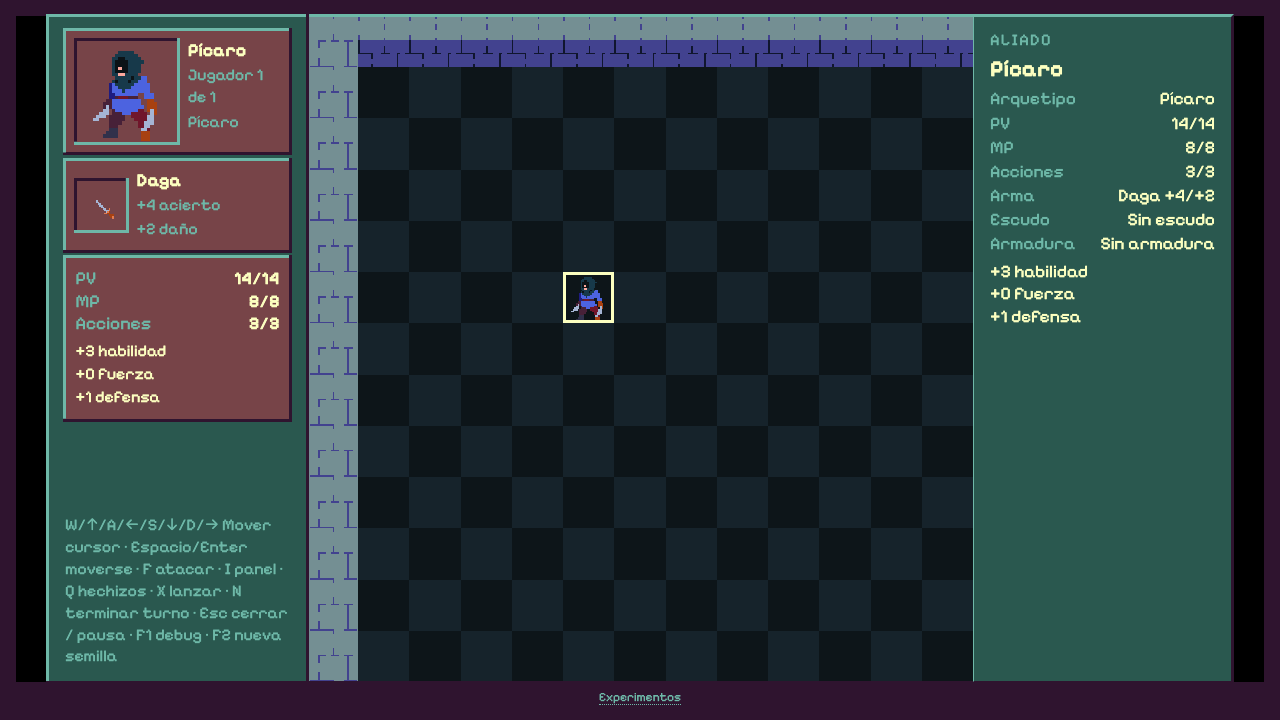 Pícaro
Jugador 1
de 1
Pícaro
Daga
+4 acierto
+2 daño
PV 14/14
MP 8/8
Acciones 3/3
+3 habilidad
+0 fuerza
+1 defensa
W/↑/A/←/S/↓/D/→ Mover
cursor · Espacio/Enter
moverse · F atacar · I panel ·
Q hechizos · X lanzar · N
terminar turno · Esc cerrar
/ pausa · F1 debug · F2 nueva
semilla
ALIADO
Pícaro
Arquetipo Pícaro
PV 14/14
MP 8/8
Acciones 3/3
Arma Daga +4/+2
Escudo Sin escudo
Armadura Sin armadura
+3 habilidad
+0 fuerza
+1 defensa
Experimentos